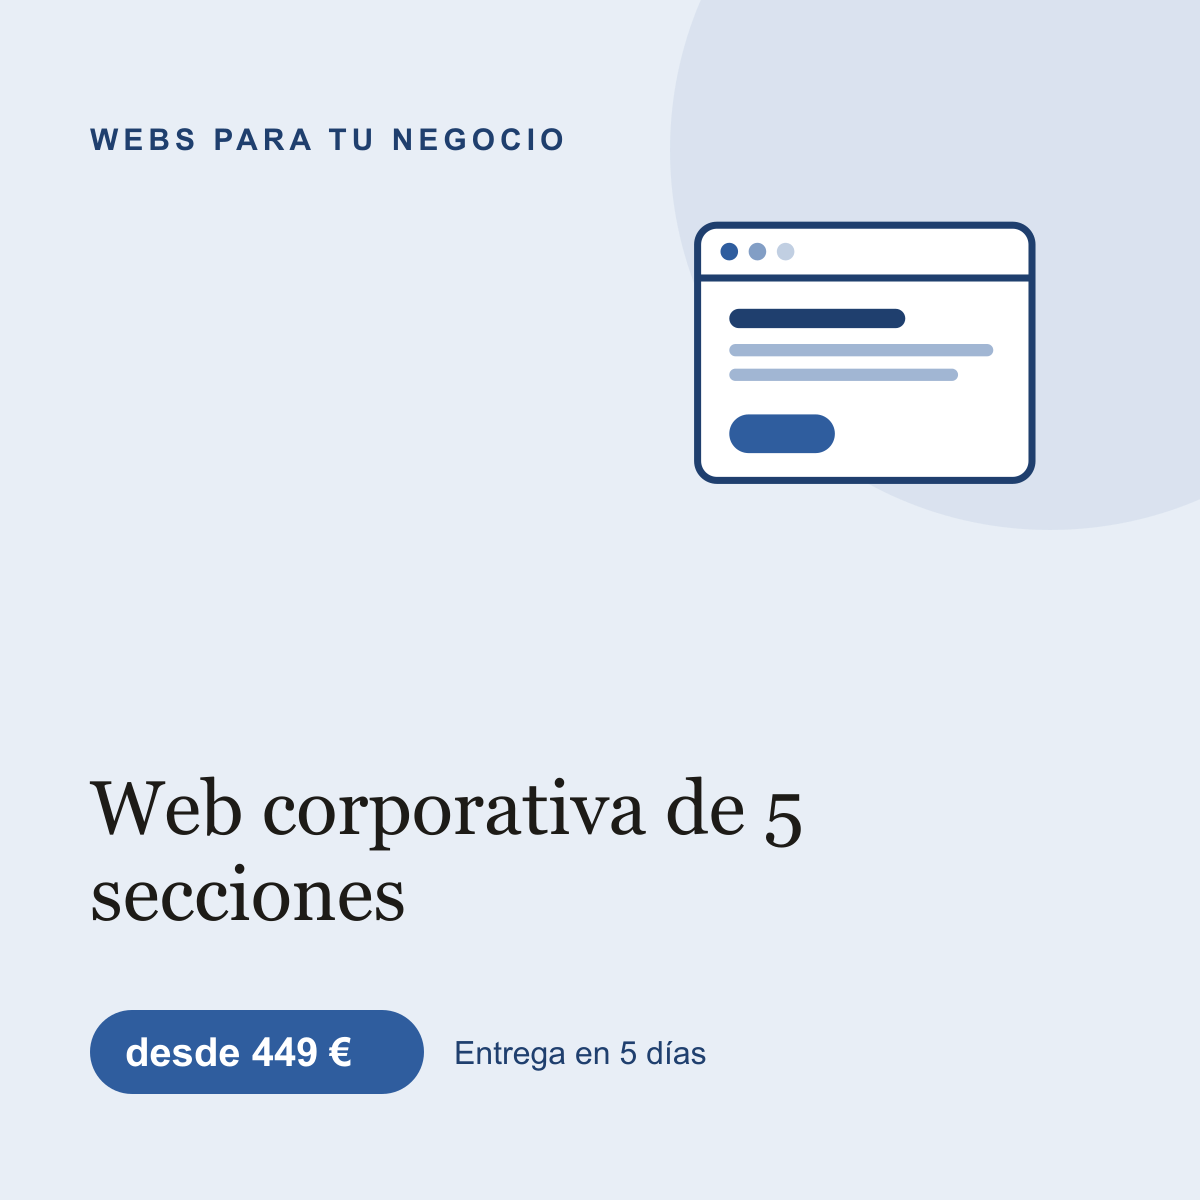 WEBS PARA TU NEGOCIO
Web corporativa de 5
secciones
desde 449 €
Entrega en 5 días